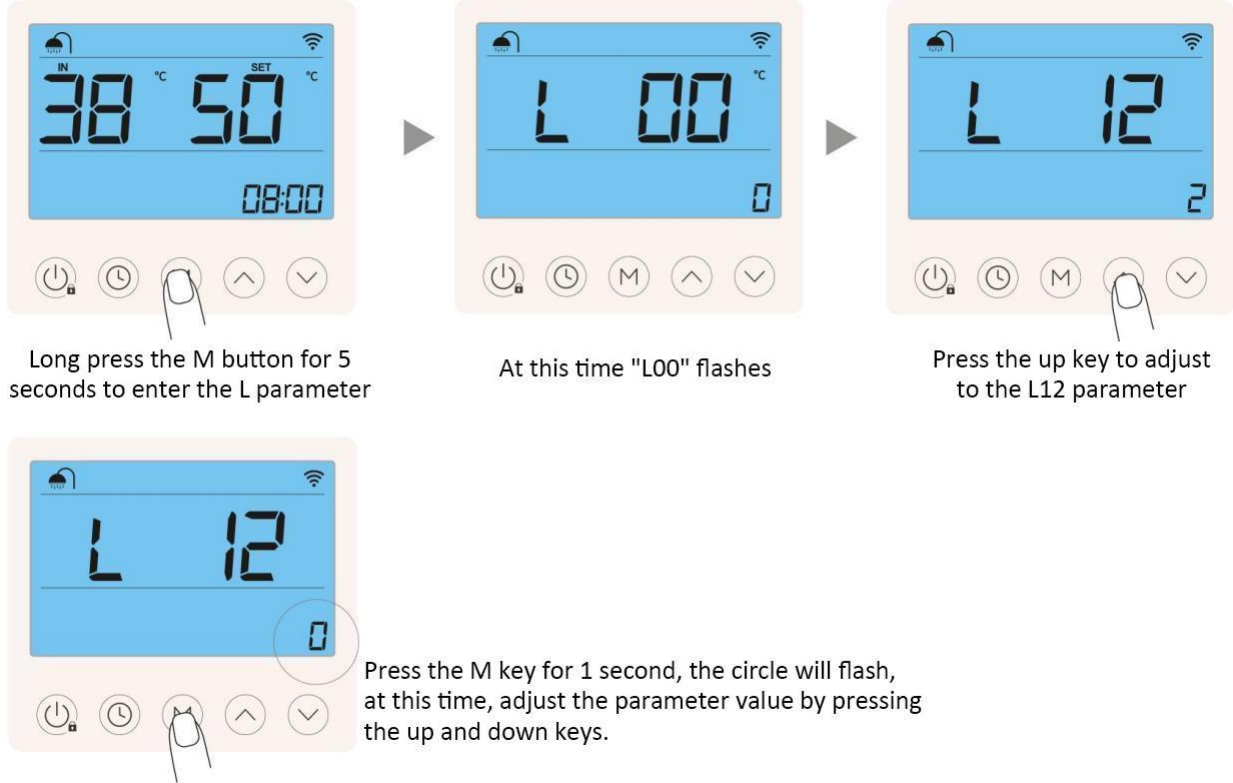 IN
SET
38 °C 50 °C
08:00
Long press the M button for 5
seconds to enter the L parameter
L 00 °C
0
M
At this time "L00" flashes
L 12
2
M
Press the up key to adjust
to the L12 parameter
L 12
0
Press the M key for 1 second, the circle will flash,
at this time, adjust the parameter value by pressing
the up and down keys.